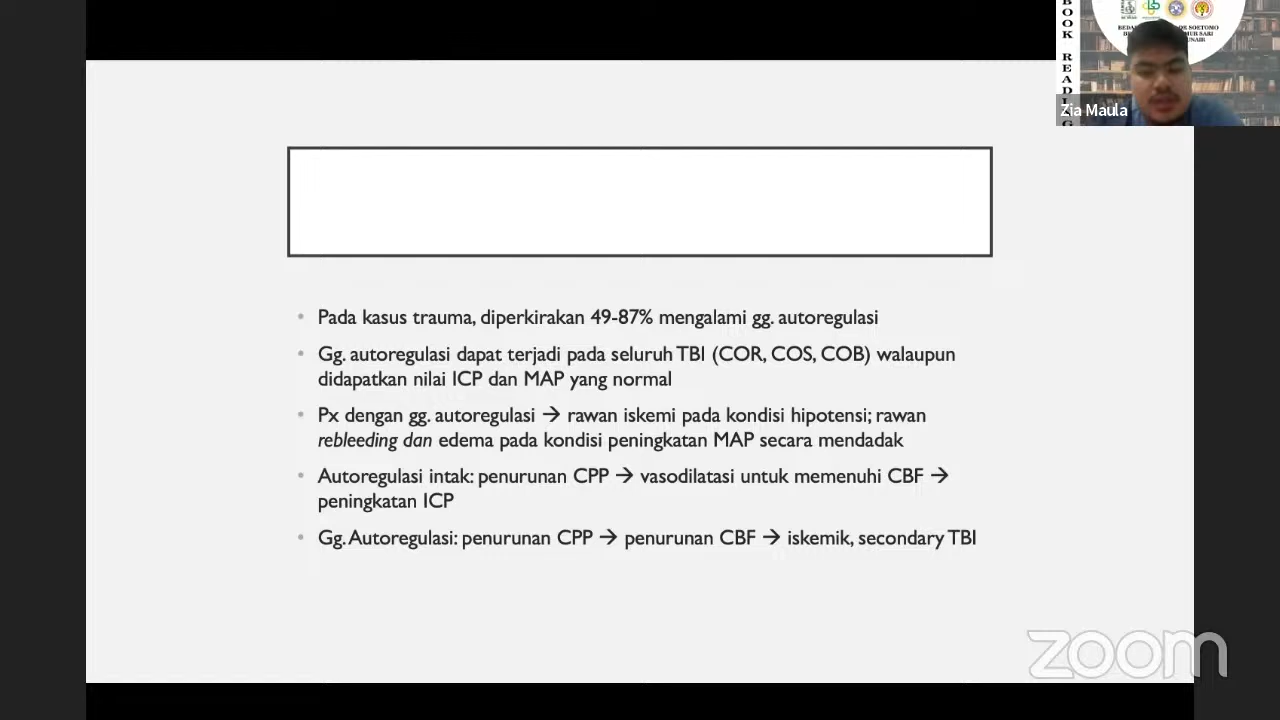 BOOK READING
Zia Maula
• Pada kasus trauma, diperkirakan 49-87% mengalami gg. autoregulasi
• Gg. autoregulasi dapat terjadi pada seluruh TBI (COR, COS, COB) walaupun
didapatkan nilai ICP dan MAP yang normal
• Px dengan gg. autoregulasi → rawan iskemi pada kondisi hipotensi; rawan
rebleeding dan edema pada kondisi peningkatan MAP secara mendadak
• Autoregulasi intak: penurunan CPP → vasodilatasi untuk memenuhi CBF →
peningkatan ICP
• Gg. Autoregulasi: penurunan CPP → penurunan CBF → iskemik, secondary TBI
zoom